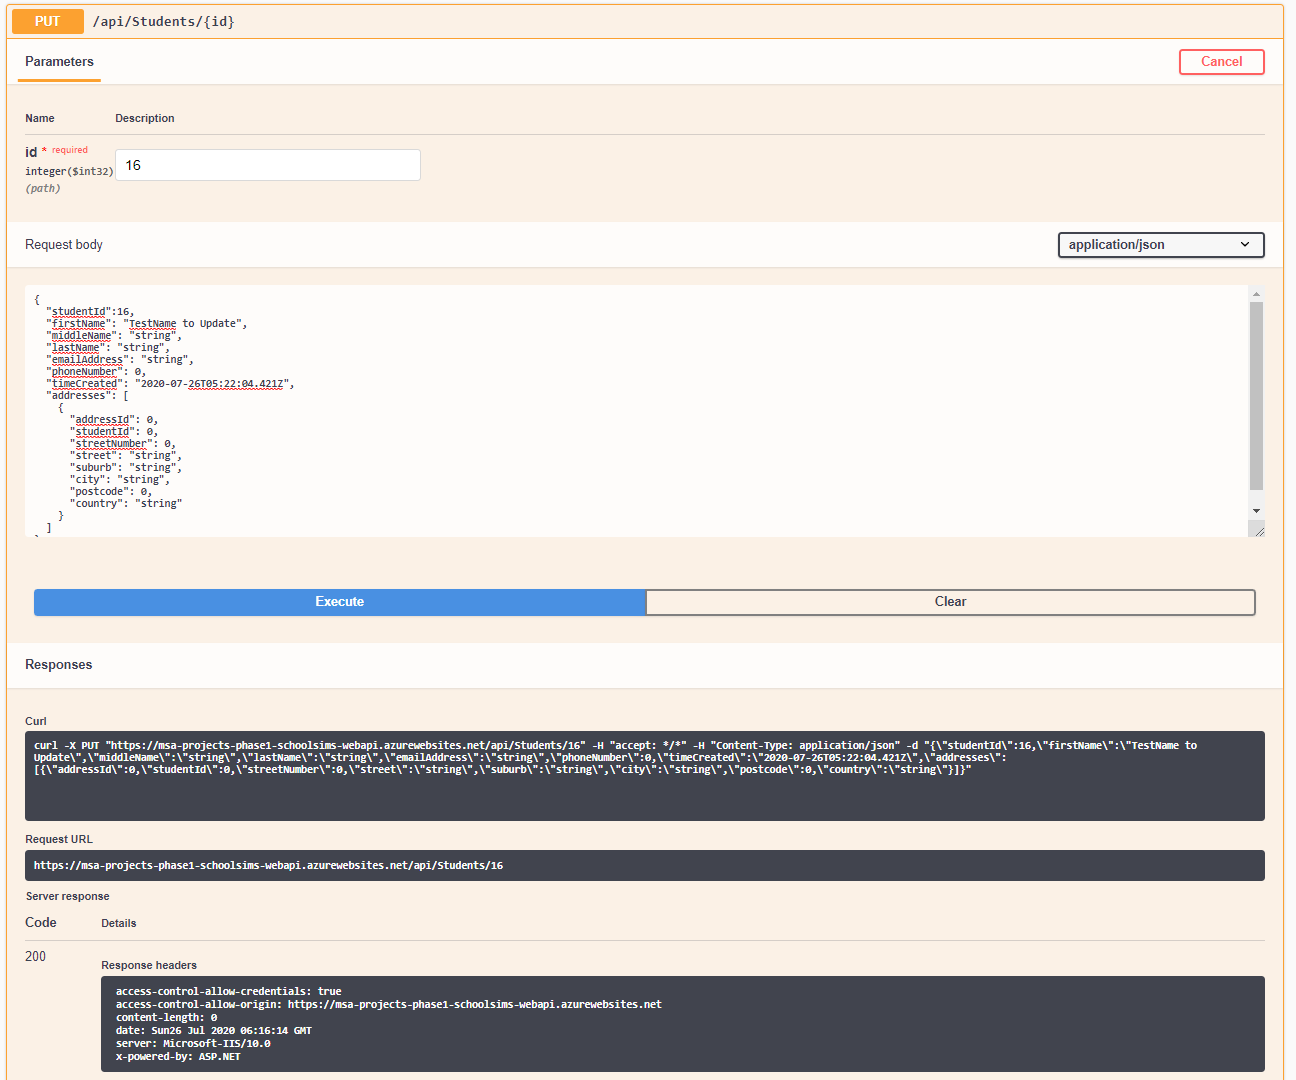 PUT /api/Students/{id}
Parameters
Cancel
Name Description
id * required
integer($int32)
(path)
16
Request body
application/json
{
"studentId":16,
"firstName": "TestName to Update",
"middleName": "string",
"lastName": "string",
"emailAddress": "string",
"phoneNumber": 0,
"timeCreated": "2020-07-26T05:22:04.421Z",
"addresses": [
{
"addressId": 0,
"studentId": 0,
"streetNumber": 0,
"street": "string",
"suburb": "string",
"city": "string",
"postcode": 0,
"country": "string"
}
]
Execute
Clear
Responses
Curl
curl -X PUT "https://msa-projects-phase1-schoolsims-webapi.azurewebsites.net/api/Students/16" -H "accept: */*" -H "Content-Type: application/json" -d "{\"studentId\":16,\"firstName\":\"TestName to
Update\",\"middleName\":\"string\",\"lastName\":\"string\",\"emailAddress\":\"string\",\"phoneNumber\":0,\"timeCreated\":\"2020-07-26T05:22:04.421Z\",\"addresses\":
[{\"addressId\":0,\"studentId\":0,\"streetNumber\":0,\"street\":\"string\",\"suburb\":\"string\",\"city\":\"string\",\"postcode\":0,\"country\":\"string\"}]}"
Request URL
https://msa-projects-phase1-schoolsims-webapi.azurewebsites.net/api/Students/16
Server response
Code Details
200
Response headers
access-control-allow-credentials: true
access-control-allow-origin: https://msa-projects-phase1-schoolsims-webapi.azurewebsites.net
content-length: 0
date: Sun26 Jul 2020 06:16:14 GMT
server: Microsoft-IIS/10.0
x-powered-by: ASP.NET